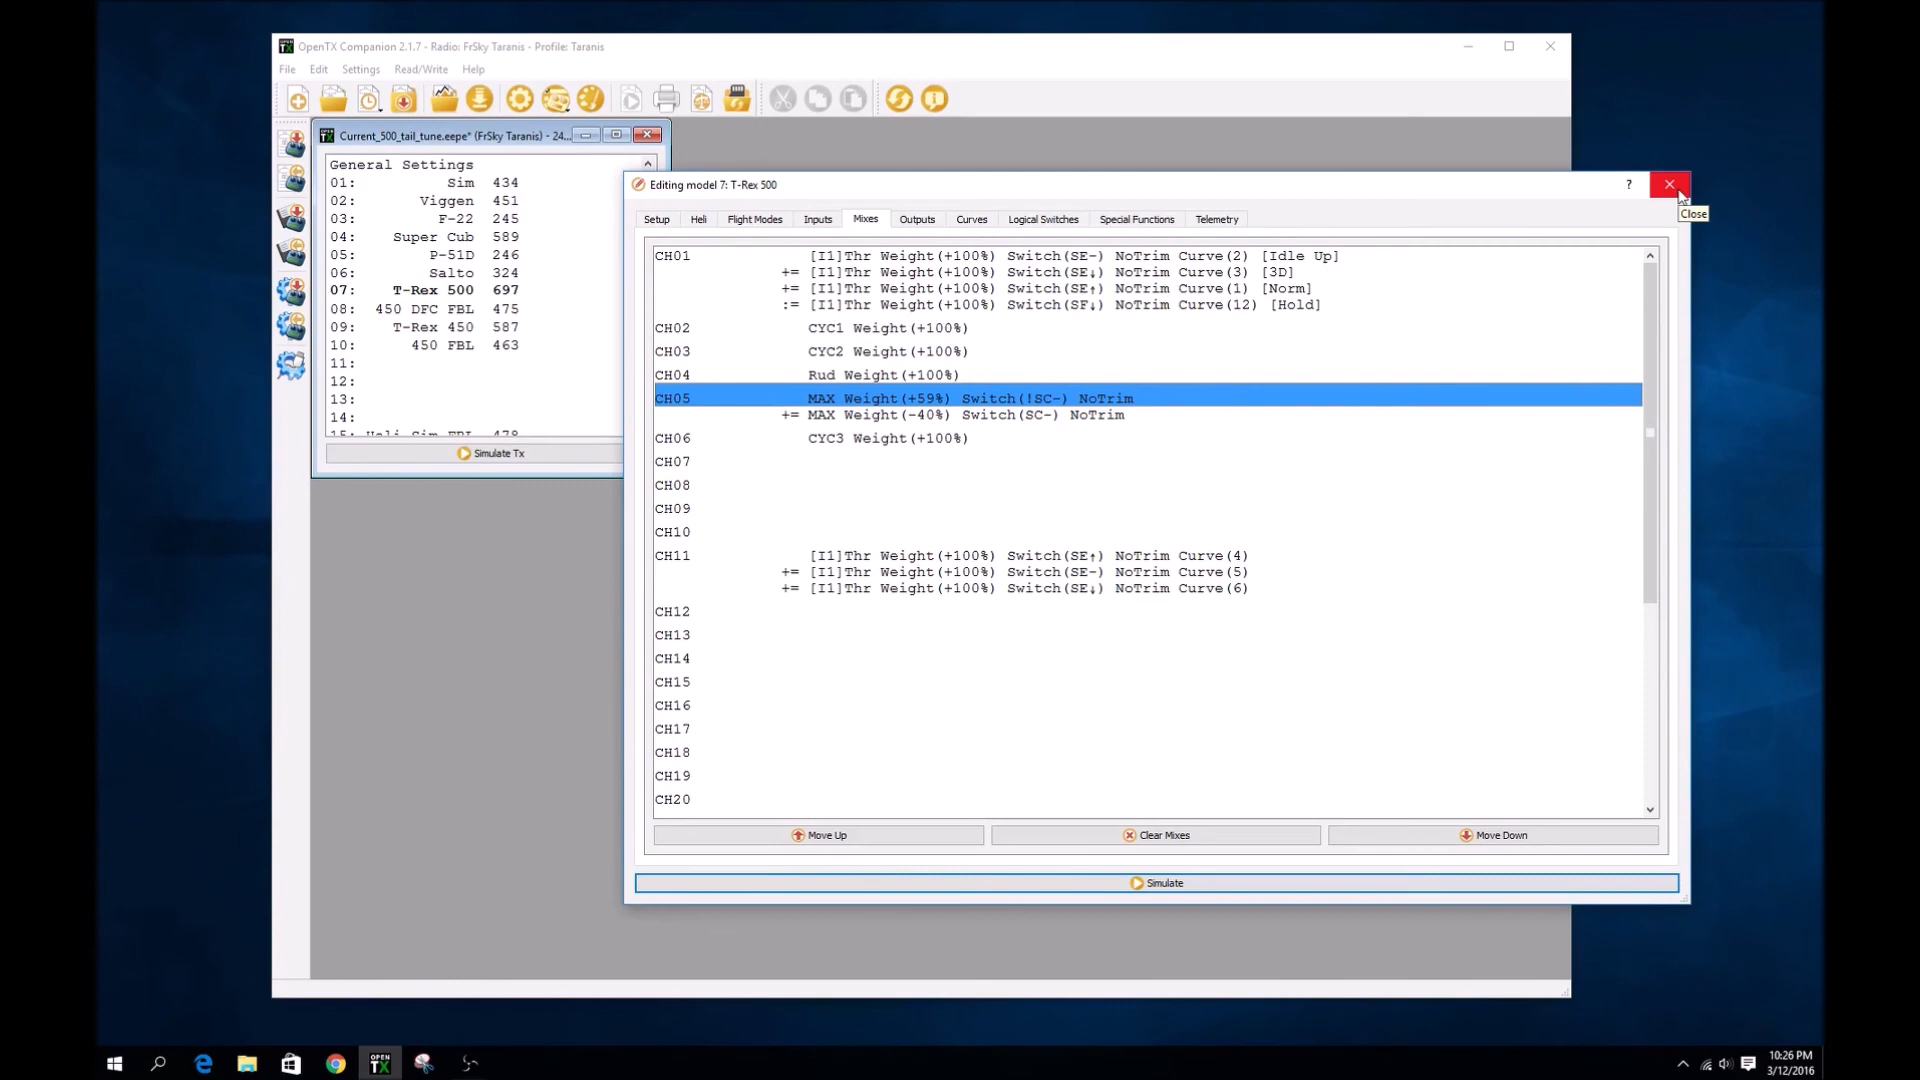 OpenTX Companion 2.1.7 - Radio: FrSky Taranis - Profile: Taranis
File Edit Settings Read/Write Help
Current_500_tail_tune.eepe* (FrSky Taranis) - 24...
General Settings
01: Sim 434
02: Viggen 451
03: F-22 245
04: Super Cub 589
05: P-51D 246
06: Salto 324
07: T-Rex 500 697
08: 450 DFC FBL 475
09: T-Rex 450 587
10: 450 FBL 463
11:
12:
13:
14:
15: Heli Sim FBL 478
Simulate Tx
Editing model 7: T-Rex 500
?
Close
Setup Heli Flight Modes Inputs Mixes Outputs Curves Logical Switches Special Functions Telemetry
CH01 [I1]Thr Weight(+100%) Switch(SE-) NoTrim Curve(2) [Idle Up]
+= [I1]Thr Weight(+100%) Switch(SE↓) NoTrim Curve(3) [3D]
+= [I1]Thr Weight(+100%) Switch(SE↑) NoTrim Curve(1) [Norm]
:= [I1]Thr Weight(+100%) Switch(SF↓) NoTrim Curve(12) [Hold]
CH02 CYC1 Weight(+100%)
CH03 CYC2 Weight(+100%)
CH04 Rud Weight(+100%)
CH05 MAX Weight(+59%) Switch(!SC-) NoTrim
+= MAX Weight(-40%) Switch(SC-) NoTrim
CH06 CYC3 Weight(+100%)
CH07
CH08
CH09
CH10
CH11 [I1]Thr Weight(+100%) Switch(SE↑) NoTrim Curve(4)
+= [I1]Thr Weight(+100%) Switch(SE-) NoTrim Curve(5)
+= [I1]Thr Weight(+100%) Switch(SE↓) NoTrim Curve(6)
CH12
CH13
CH14
CH15
CH16
CH17
CH18
CH19
CH20
Move Up Clear Mixes Move Down
Simulate
OPEN TX
10:26 PM
3/12/2016